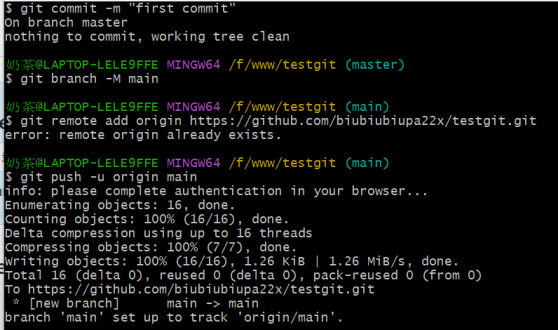 $ git commit -m "first commit"
On branch master
nothing to commit, working tree clean
奶茶@LAPTOP-LELE9FFE MINGW64 /f/www/testgit (master)
$ git branch -M main
奶茶@LAPTOP-LELE9FFE MINGW64 /f/www/testgit (main)
$ git remote add origin https://github.com/biubiubiupa22x/testgit.git
error: remote origin already exists.
奶茶@LAPTOP-LELE9FFE MINGW64 /f/www/testgit (main)
$ git push -u origin main
info: please complete authentication in your browser...
Enumerating objects: 16, done.
Counting objects: 100% (16/16), done.
Delta compression using up to 16 threads
Compressing objects: 100% (7/7), done.
Writing objects: 100% (16/16), 1.26 KiB | 1.26 MiB/s, done.
Total 16 (delta 0), reused 0 (delta 0), pack-reused 0 (from 0)
To https://github.com/biubiubiupa22x/testgit.git
 * [new branch]      main -> main
branch 'main' set up to track 'origin/main'.